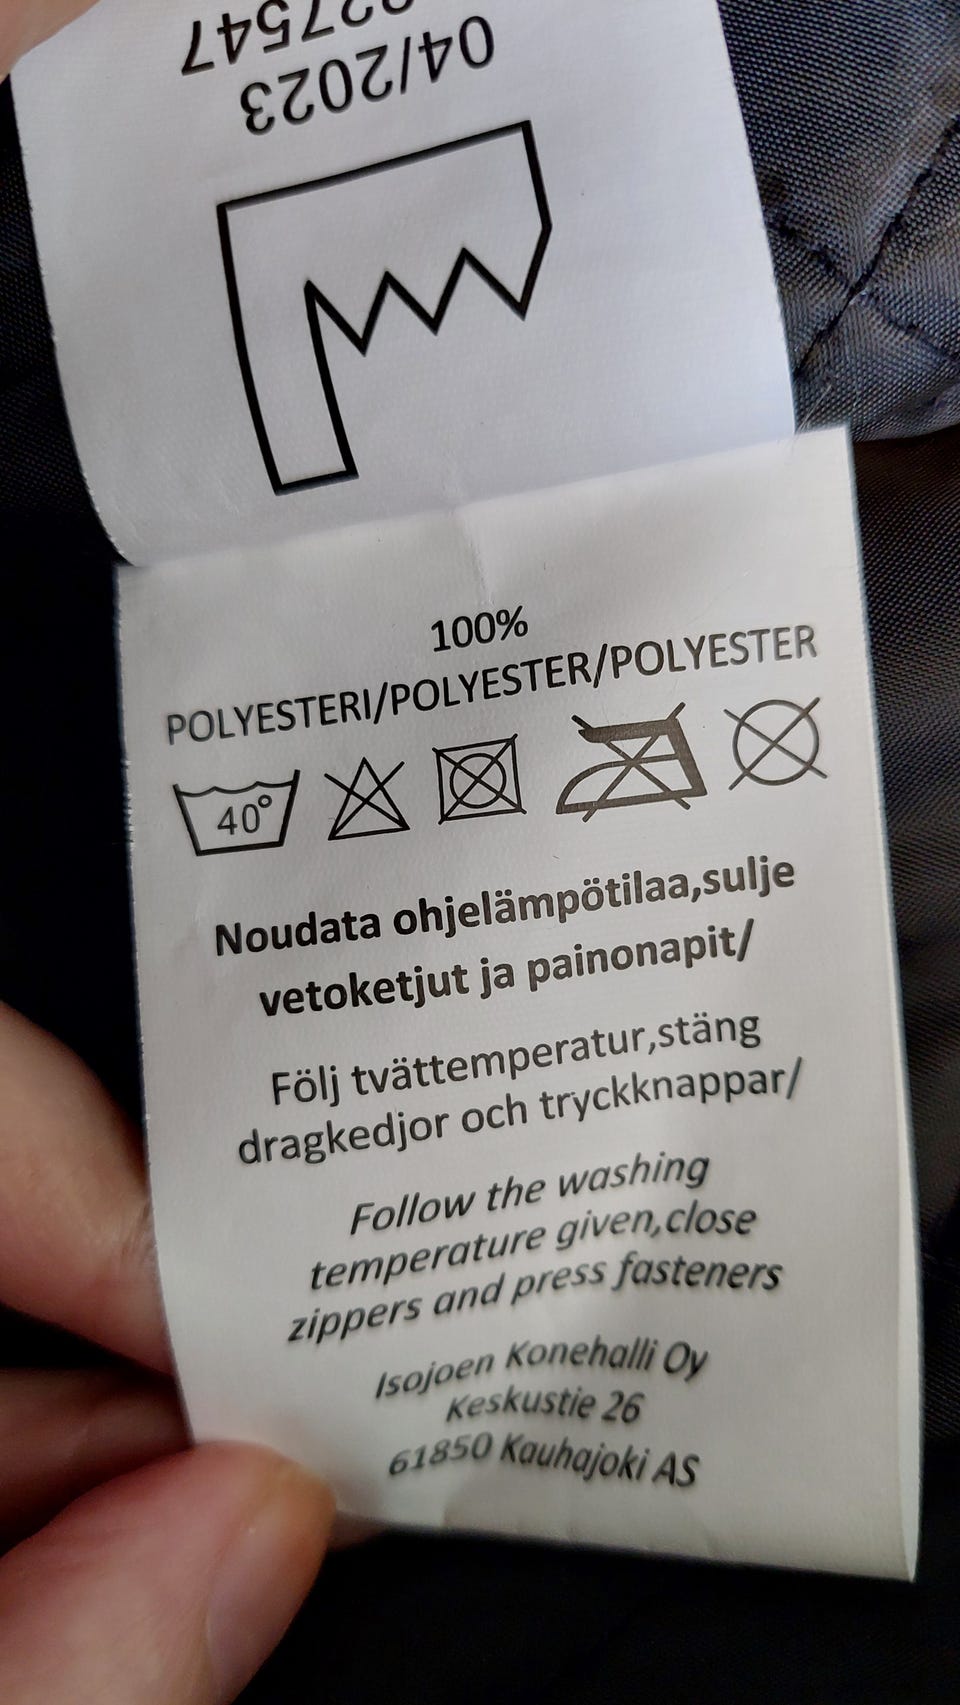 04/2023
100%
POLYESTERI/POLYESTER/POLYESTER
40°
Noudata ohjelämpötilaa,sulje
vetoketjut ja painonapit/
Följ tvättemperatur,stäng
dragkedjor och tryckknappar/
Follow the washing
temperature given,close
zippers and press fasteners
Isojoen Konehalli Oy
Keskustie 26
61850 Kauhajoki AS